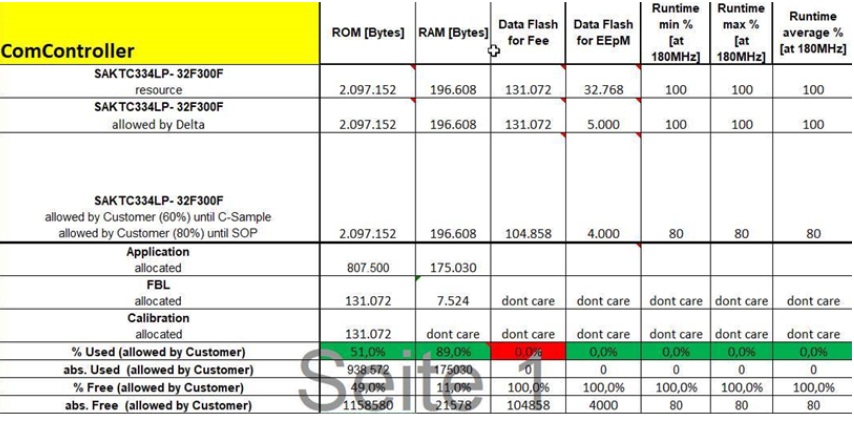 ComController | ROM [Bytes] | RAM [Bytes] | Data Flash for Fee | Data Flash for EEpM | Runtime min % [at 180MHz] | Runtime max % [at 180MHz] | Runtime average % [at 180MHz]
SAKTC334LP- 32F300F
resource 2.097.152 196.608 131.072 32.768 100 100 100
SAKTC334LP- 32F300F
allowed by Delta 2.097.152 196.608 131.072 5.000 100 100 100
SAKTC334LP- 32F300F
allowed by Customer (60%) until C-Sample
allowed by Customer (80%) until SOP 2.097.152 196.608 104.858 4.000 80 80 80
Application
allocated 807.500 175.030
FBL
allocated 131.072 7.524 dont care dont care dont care dont care dont care
Calibration
allocated 131.072 dont care dont care dont care dont care dont care dont care
% Used (allowed by Customer) 51,0% 89,0% 0,0% 0,0% 0,0% 0,0% 0,0%
abs. Used (allowed by Customer) 938.572 175030 0 0 0 0 0
% Free (allowed by Customer) 49,0% 11,0% 100,0% 100,0% 100,0% 100,0% 100,0%
abs. Free (allowed by Customer) 1158580 21578 104858 4000 80 80 80
Seite 1